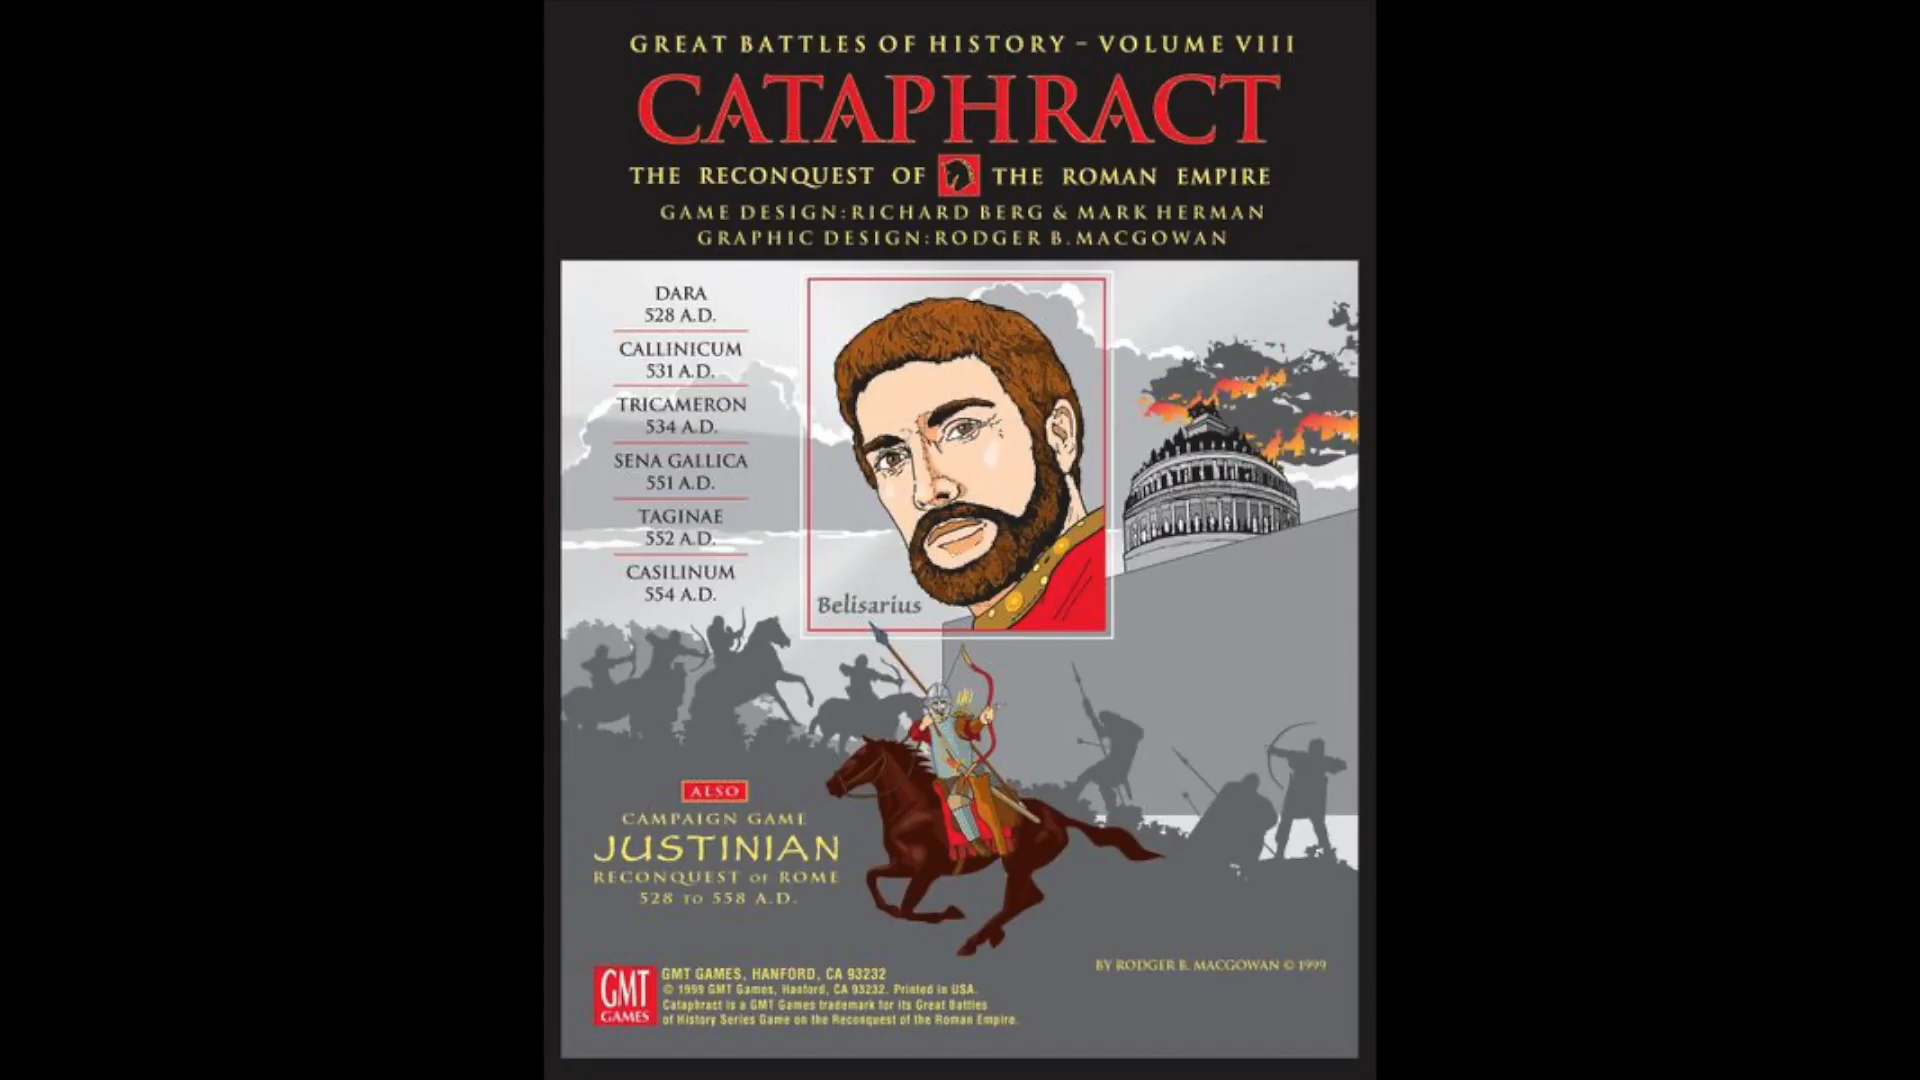 GREAT BATTLES OF HISTORY - VOLUME VIII
CATAPHRACT
THE RECONQUEST OF THE ROMAN EMPIRE
GAME DESIGN: RICHARD BERG & MARK HERMAN
GRAPHIC DESIGN: RODGER B. MACGOWAN
DARA
528 A.D.
CALLINICUM
531 A.D.
TRICAMERON
534 A.D.
SENA GALLICA
551 A.D.
TAGINAE
552 A.D.
CASILINUM
554 A.D.
Belisarius
ALSO
CAMPAIGN GAME
JUSTINIAN
RECONQUEST OF ROME
528 TO 558 A.D.
BY RODGER B. MACGOWAN © 1999
GMT GAMES
GMT GAMES, HANFORD, CA 93232
© 1999 GMT Games, Hanford, CA 93232. Printed in USA.
Cataphract is a GMT Games trademark for its Great Battles
of History Series Game on the Reconquest of the Roman Empire.